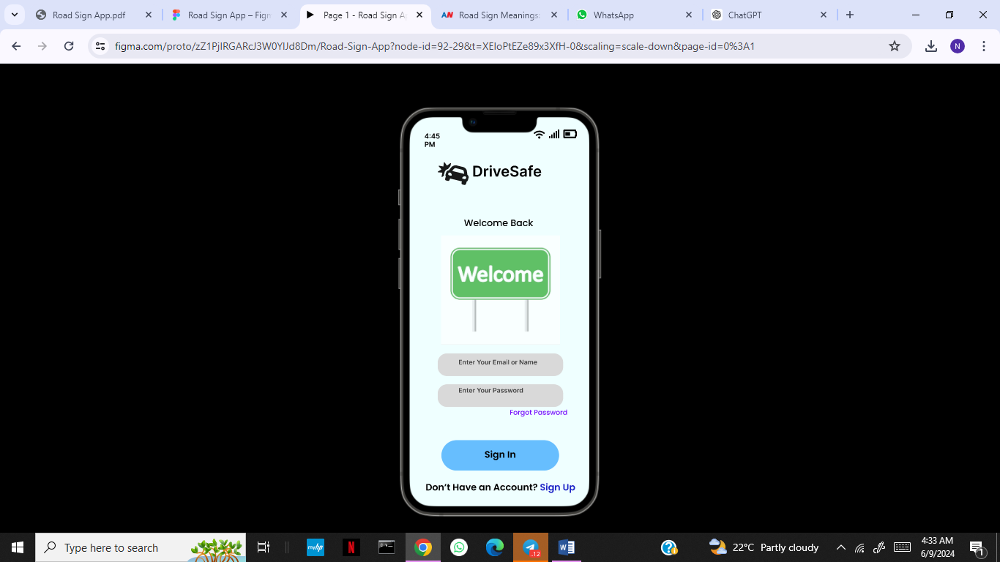 Road Sign App.pdf
Road Sign App – Figm
Page 1 - Road Sign A
Road Sign Meanings:
WhatsApp
ChatGPT
figma.com/proto/zZ1PjIRGARcJ3W0YlJd8Dm/Road-Sign-App?node-id=92-29&t=XEIoPtEZe89x3XfH-0&scaling=scale-down&page-id=0%3A1
N
4:45
PM
DriveSafe
Welcome Back
Welcome
Enter Your Email or Name
Enter Your Password
Forgot Password
Sign In
Don’t Have an Account? Sign Up
Type here to search
myhp
N
..12
W
22°C Partly cloudy
4:33 AM
6/9/2024
1